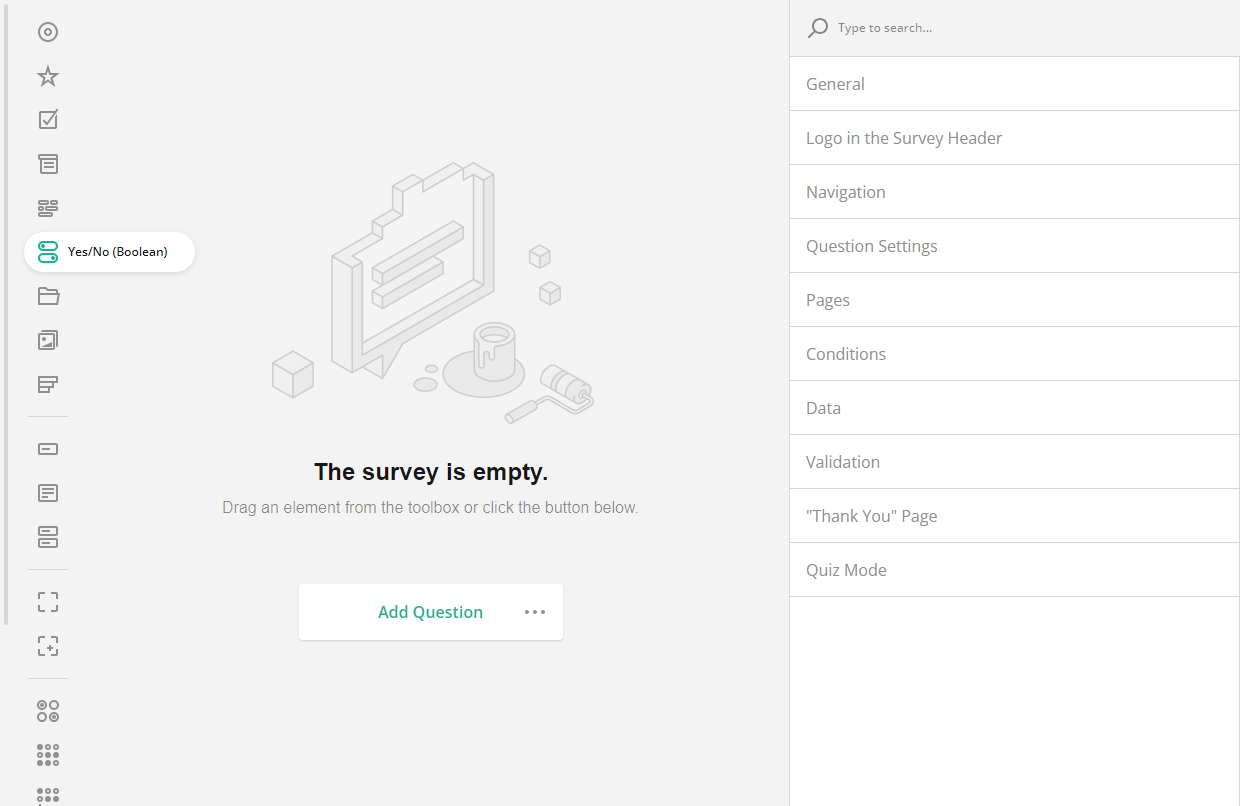 Yes/No (Boolean)
The survey is empty.
Drag an element from the toolbox or click the button below.
Add Question
Type to search...
General
Logo in the Survey Header
Navigation
Question Settings
Pages
Conditions
Data
Validation
"Thank You" Page
Quiz Mode